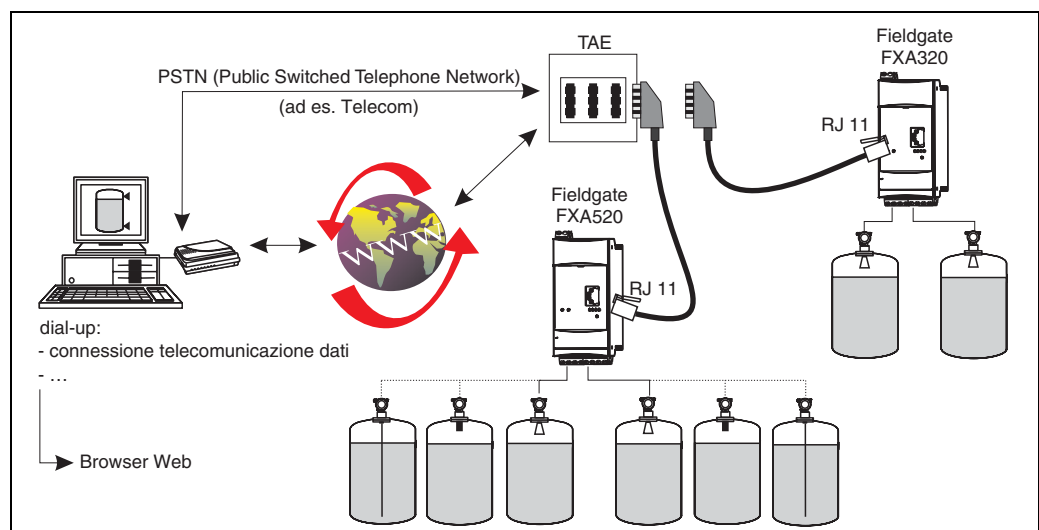 TAE
Fieldgate
FXA320
PSTN (Public Switched Telephone Network)
(ad es. Telecom)
RJ 11
Fieldgate
FXA520
WWW
RJ 11
dial-up:
- connessione telecomunicazione dati
- ...
Browser Web